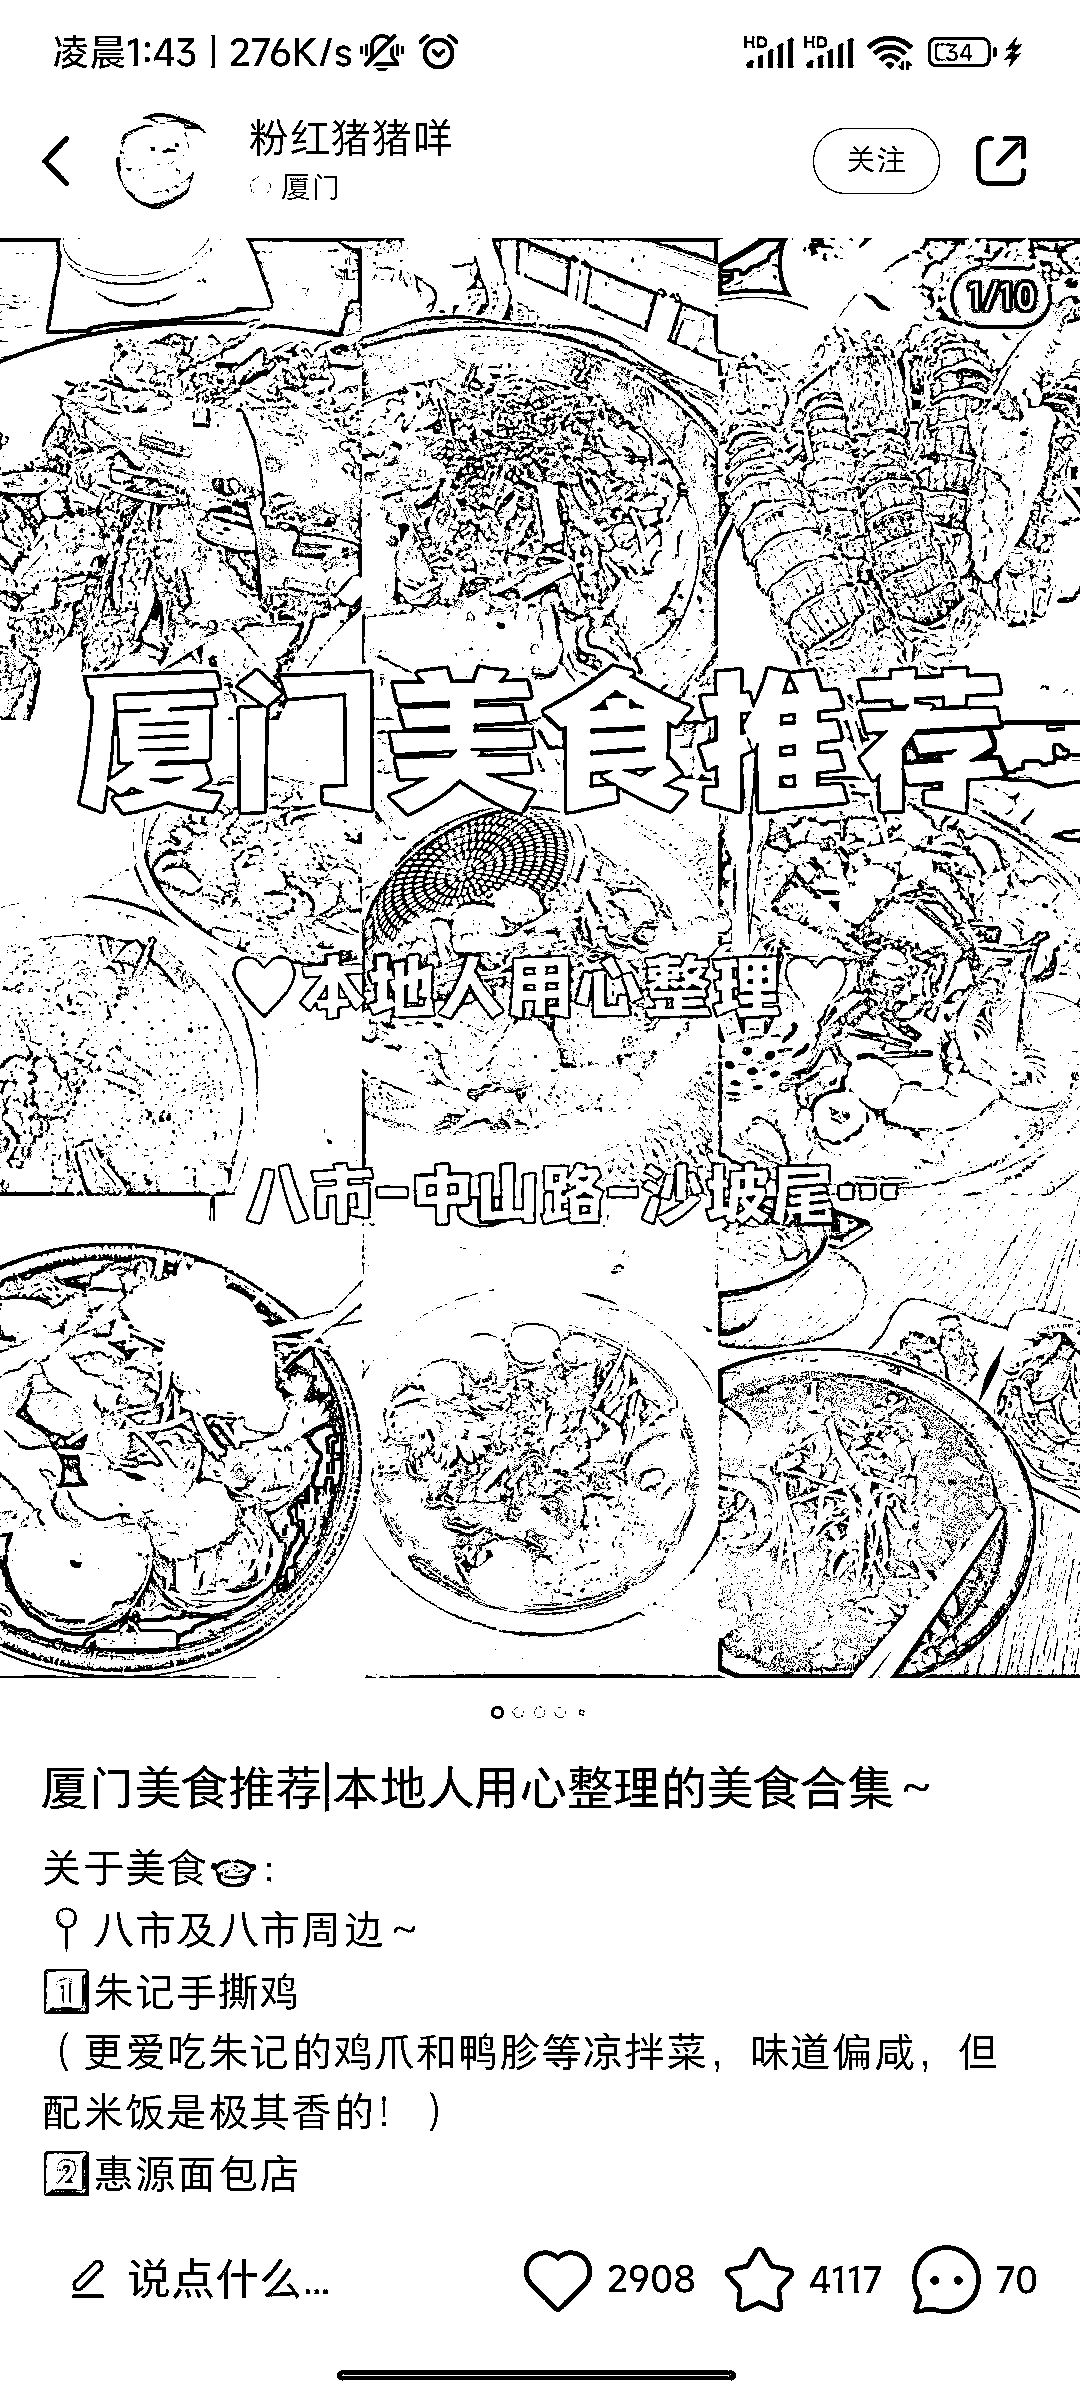 凌晨1:43 | 276K/s
HD HD 34
粉红猪猪咩
厦门
关注
1/10
厦门美食推荐
♡本地人用心整理♡
八市-中山路-沙坡尾···
厦门美食推荐|本地人用心整理的美食合集～
关于美食🍲：
📍八市及八市周边～
1️⃣朱记手撕鸡
（更爱吃朱记的鸡爪和鸭胗等凉拌菜，味道偏咸，但
配米饭是极其香的！）
2️⃣惠源面包店
说点什么...
2908
4117
70